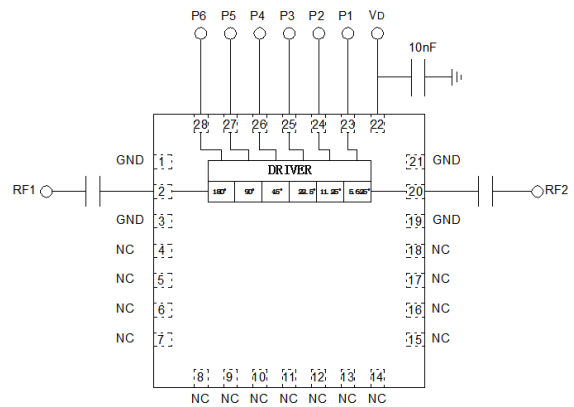 P6 P5 P4 P3 P2 P1 VD
10nF
28 27 26 25 24 23 22
GND 1 21 GND
DRIVER
RF1 2 180° 90° 45° 22.5° 11.25° 5.625° 20 RF2
GND 3 19 GND
NC 4 18 NC
NC 5 17 NC
NC 6 16 NC
NC 7 15 NC
8 9 10 11 12 13 14
NC NC NC NC NC NC NC